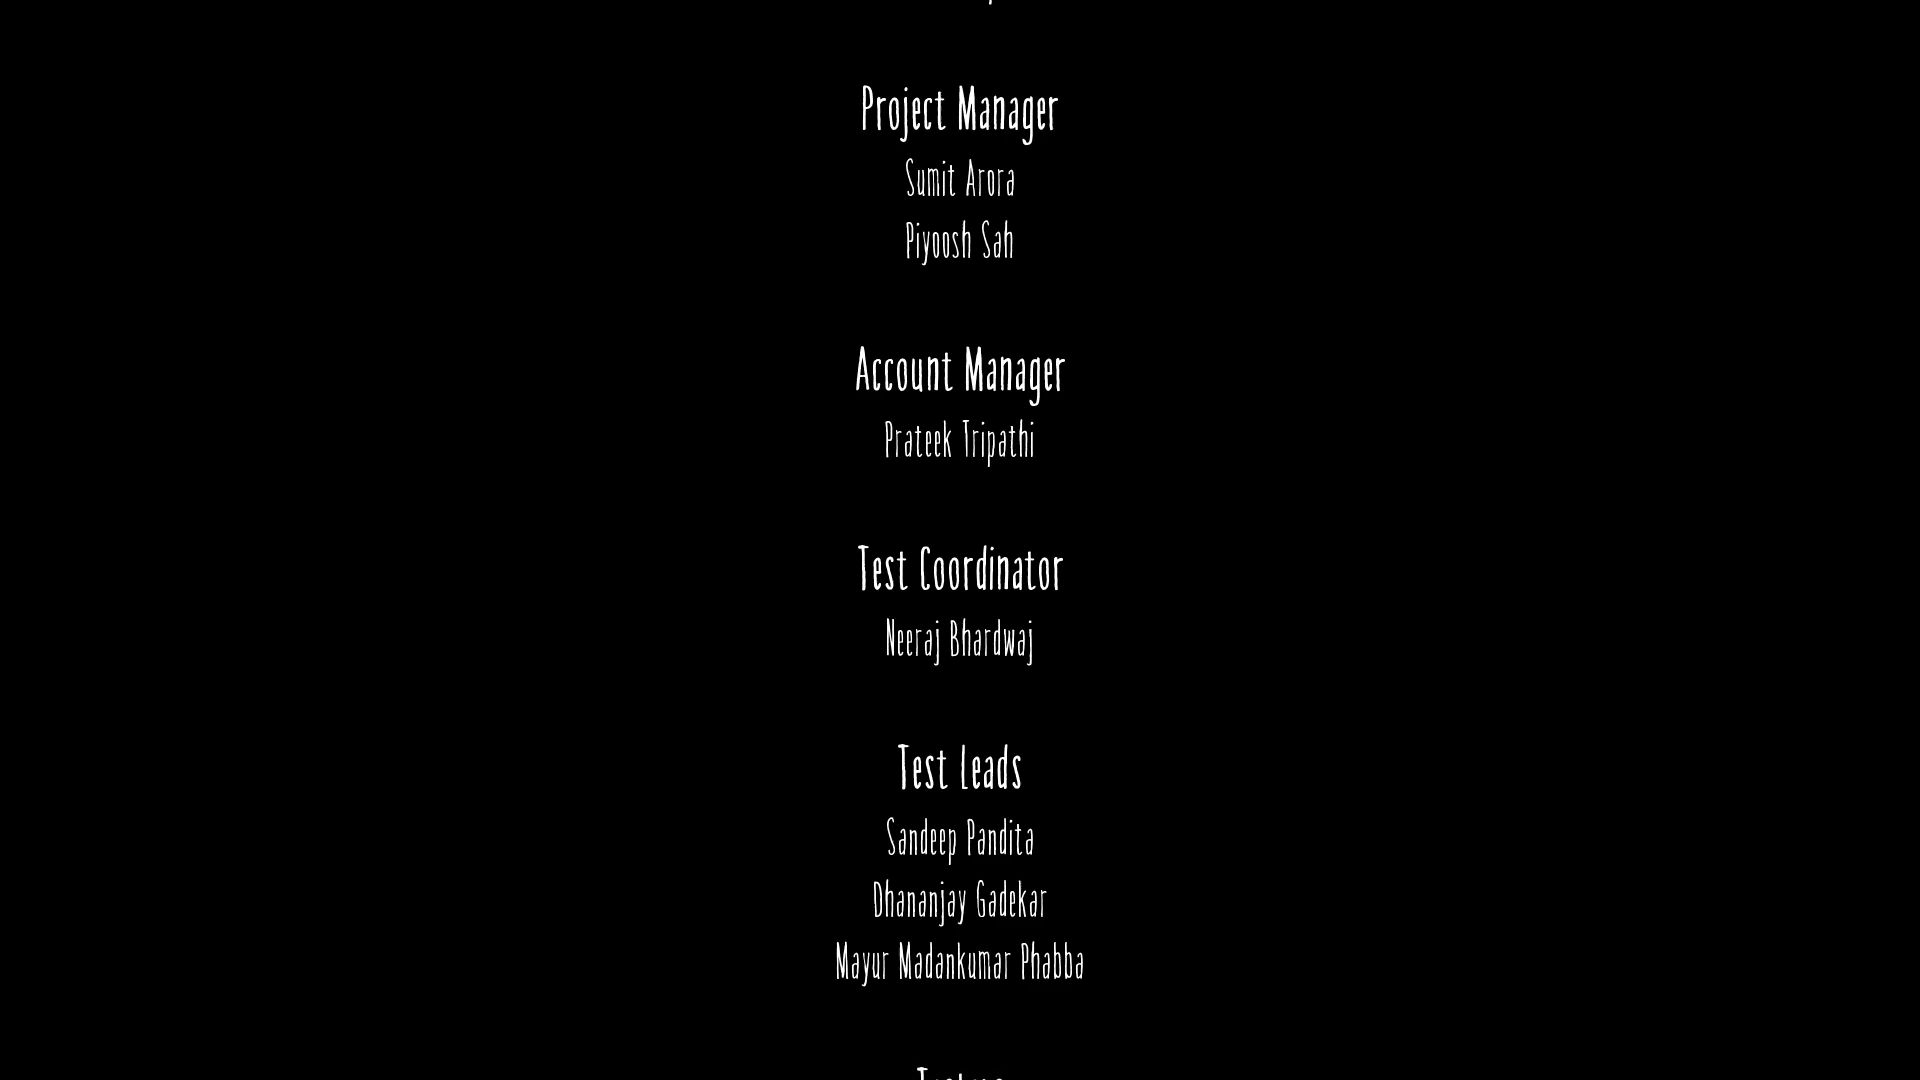 Project Manager
Sumit Arora
Piyoosh Sah
Account Manager
Prateek Tripathi
Test Coordinator
Neeraj Bhardwaj
Test Leads
Sandeep Pandita
Dhananjay Gadekar
Mayur Madankumar Phabba